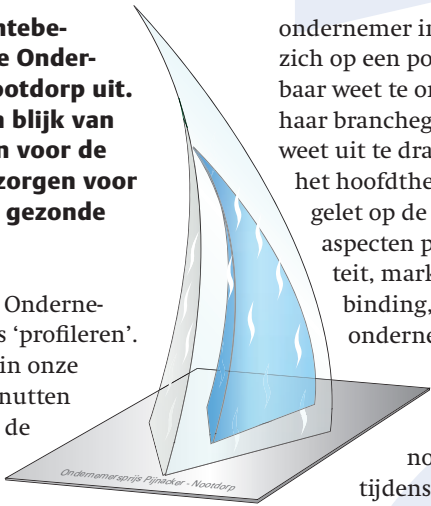 ntebe-
e Onder-
ootdorp uit.
n blijk van
n voor de
zorgen voor
gezonde
Onderne-
s ‘profileren’.
in onze
nutten
de
Ondernemersprijs Pijnacker - Nootdorp
ondernemer in
zich op een po
baar weet te or
haar brancheg
weet uit te dra
het hoofdthe
gelet op de
aspecten p
teit, mark
binding,
onderne
no
tijdens